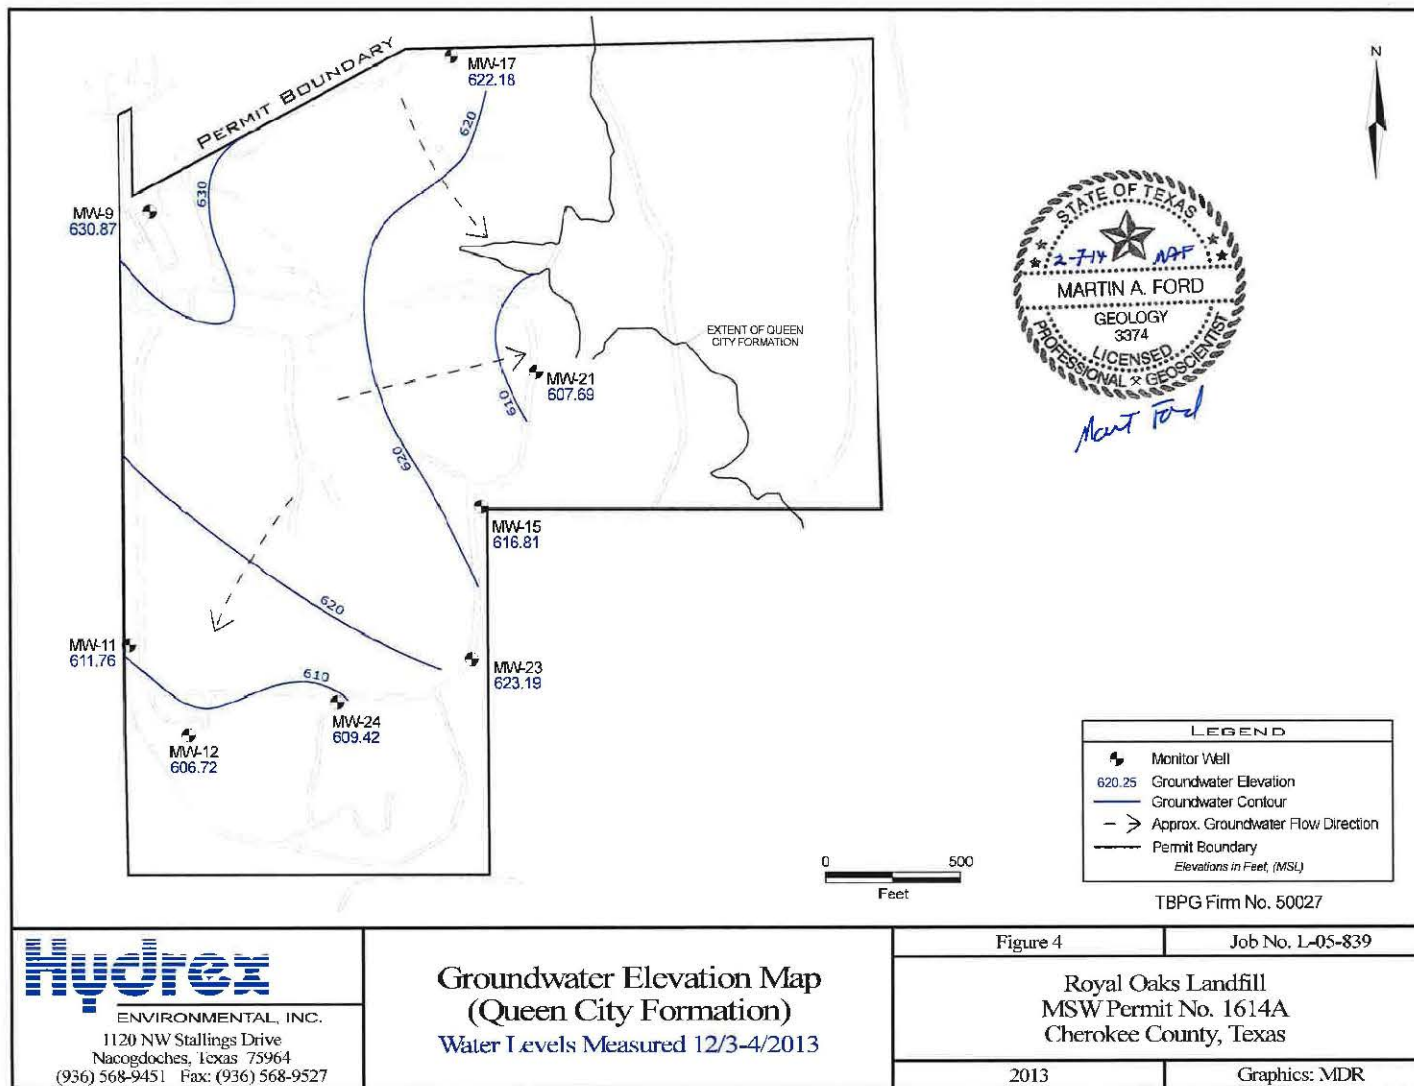 PERMIT BOUNDARY
MW-17
622.18
N
620
630
MW-9
630.87
STATE OF TEXAS
2-7-14 MAF
MARTIN A. FORD
GEOLOGY
3374
LICENSED
PROFESSIONAL GEOSCIENTIST
Mart Ford
EXTENT OF QUEEN
CITY FORMATION
MW-21
607.69
610
620
MW-15
616.81
620
MW-11
611.76
MW-23
623.19
610
MW-24
609.42
MW-12
606.72
LEGEND
Monitor Well
620.25 Groundwater Elevation
Groundwater Contour
Approx. Groundwater Flow Direction
Permit Boundary
Elevations in Feet, (MSL)
0 500
Feet
TBPG Firm No. 50027
Hydrex
ENVIRONMENTAL, INC.
1120 NW Stallings Drive
Nacogdoches, Texas 75964
(936) 568-9451 Fax: (936) 568-9527
Groundwater Elevation Map
(Queen City Formation)
Water Levels Measured 12/3-4/2013
Figure 4
Job No. L-05-839
Royal Oaks Landfill
MSW Permit No. 1614A
Cherokee County, Texas
2013
Graphics: MDR